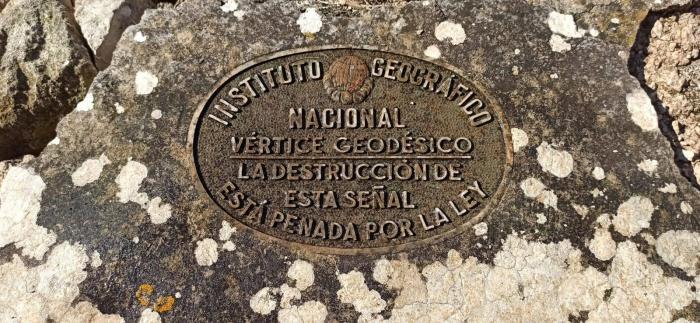 INSTITUTO GEOGRÁFICO
NACIONAL
VÉRTICE GEODÉSICO
LA DESTRUCCIÓN DE
ESTA SEÑAL
ESTÁ PENADA POR LA LEY